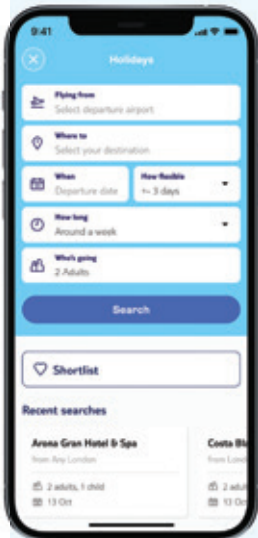 9:41
Holidays
Flying from
Select departure airport
Where to
Select your destination
When
Departure date
How flexible
+- 3 days
How long
Around a week
Who's going
2 Adults
Search
Shortlist
Recent searches
Arona Gran Hotel & Spa
from Any London
2 adults, 1 child
13 Oct
Costa Bl
from Lond
2 adul
13 Oc